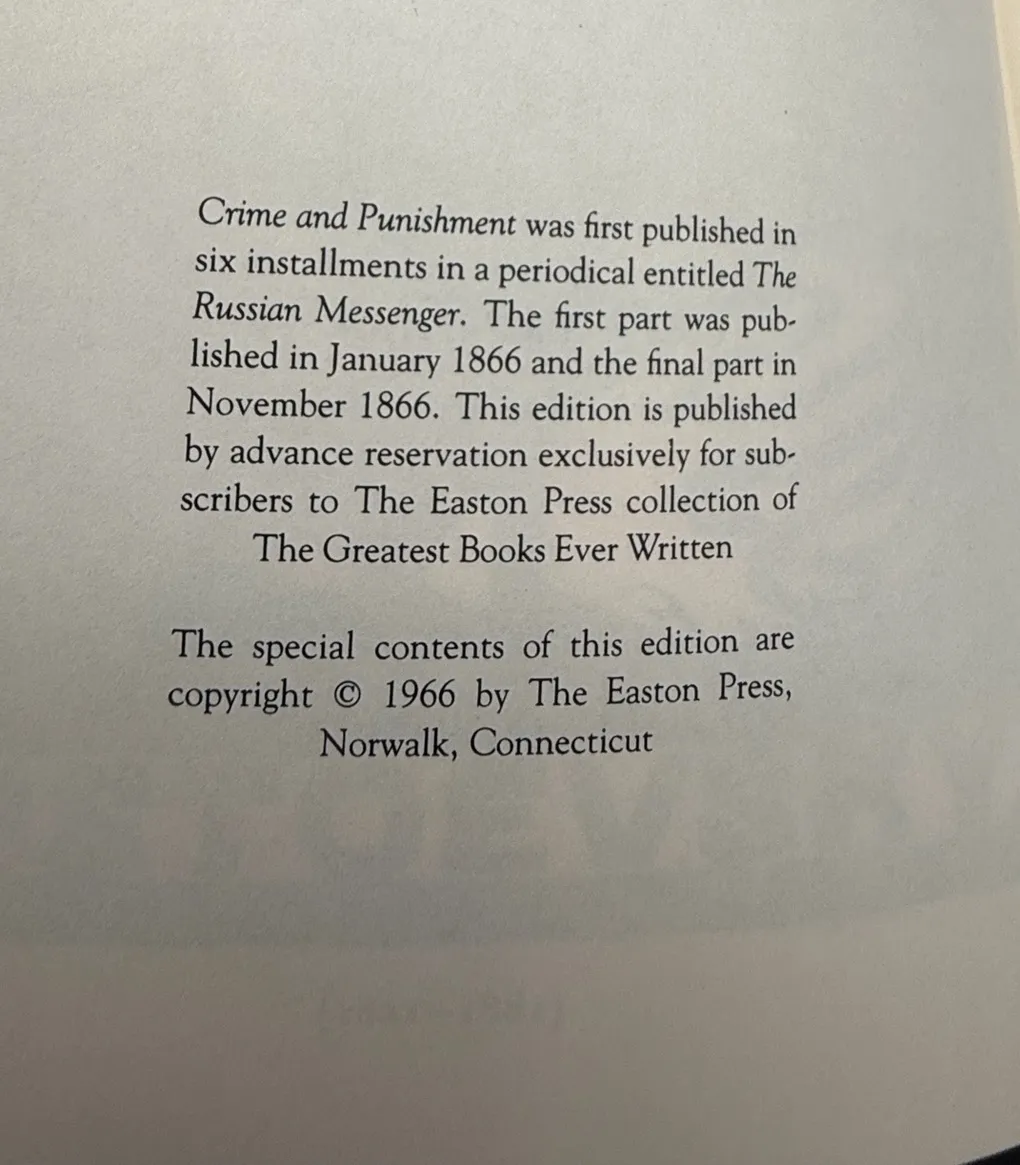 Crime and Punishment was first published in
six installments in a periodical entitled The
Russian Messenger. The first part was pub-
lished in January 1866 and the final part in
November 1866. This edition is published
by advance reservation exclusively for sub-
scribers to The Easton Press collection of
The Greatest Books Ever Written
The special contents of this edition are
copyright © 1966 by The Easton Press,
Norwalk, Connecticut